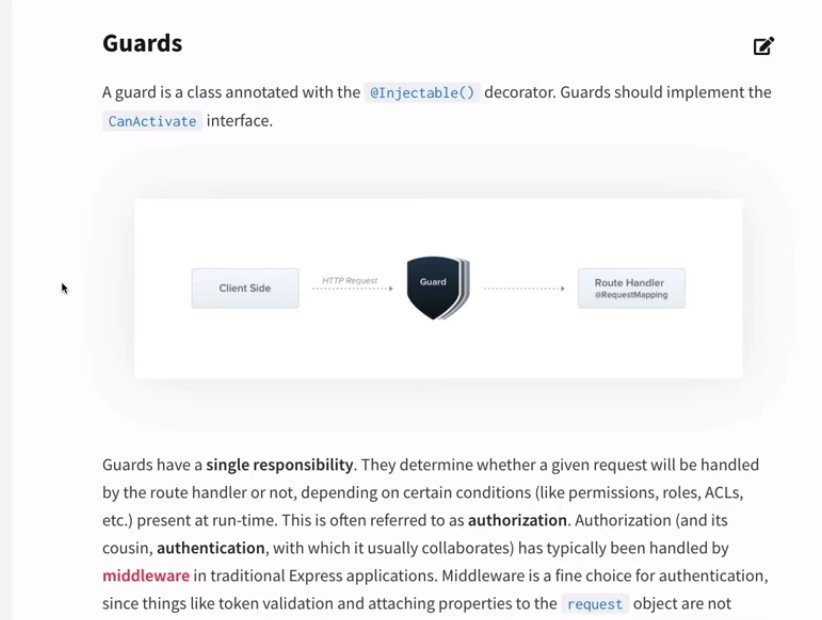 Guards
A guard is a class annotated with the @Injectable() decorator. Guards should implement the
CanActivate interface.
Client Side
HTTP Request
Guard
Route Handler
@RequestMapping
Guards have a single responsibility. They determine whether a given request will be handled
by the route handler or not, depending on certain conditions (like permissions, roles, ACLs,
etc.) present at run-time. This is often referred to as authorization. Authorization (and its
cousin, authentication, with which it usually collaborates) has typically been handled by
middleware in traditional Express applications. Middleware is a fine choice for authentication,
since things like token validation and attaching properties to the request object are not